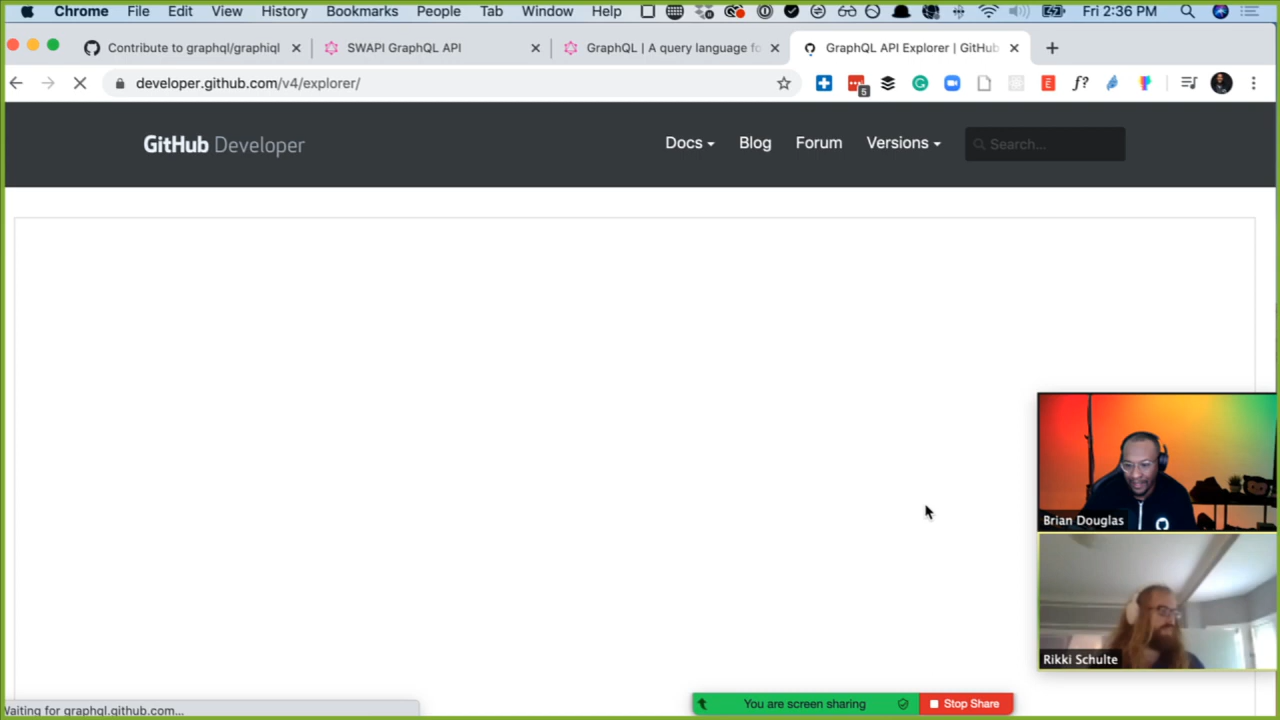 Chrome File Edit View History Bookmarks People Tab Window Help Fri 2:36 PM
Contribute to graphql/graphiql
SWAPI GraphQL API
GraphQL | A query language fo
GraphQL API Explorer | GitHub
developer.github.com/v4/explorer/
5
E
f?
GitHub Developer
Docs
Blog
Forum
Versions
Search...
Brian Douglas
Rikki Schulte
You are screen sharing
Stop Share
Waiting for graphql.github.com...